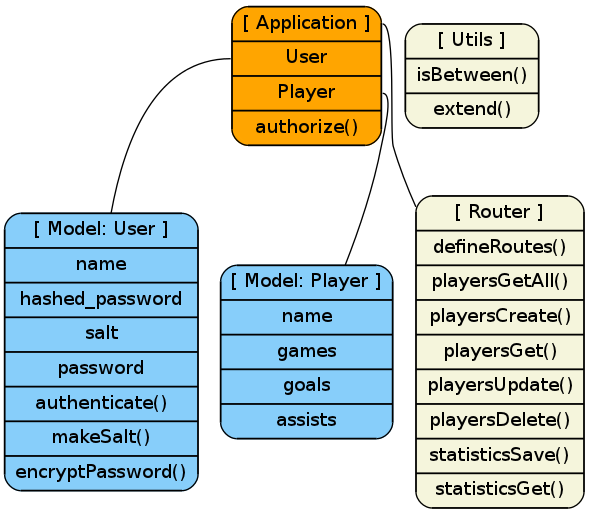 [ Application ]
User
Player
authorize()
[ Utils ]
isBetween()
extend()
[ Model: User ]
name
hashed_password
salt
password
authenticate()
makeSalt()
encryptPassword()
[ Model: Player ]
name
games
goals
assists
[ Router ]
defineRoutes()
playersGetAll()
playersCreate()
playersGet()
playersUpdate()
playersDelete()
statisticsSave()
statisticsGet()